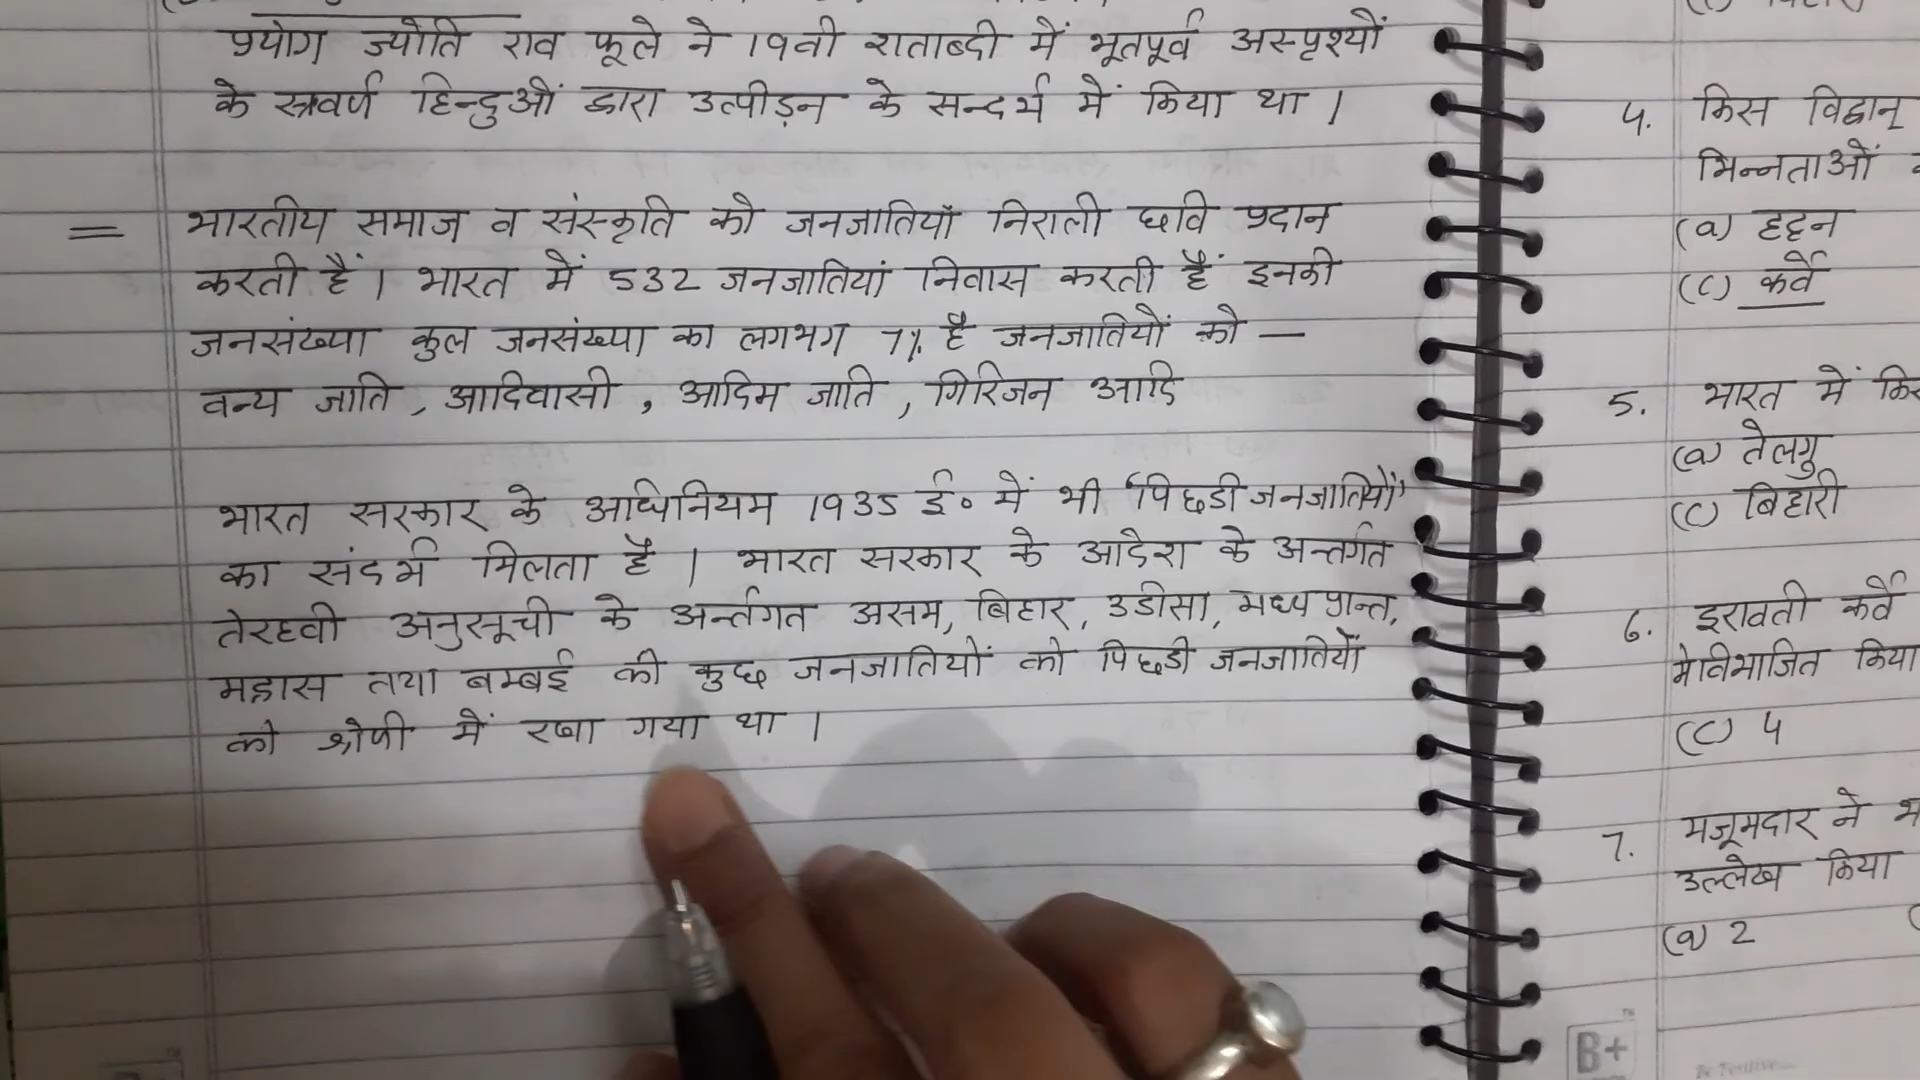 प्रयोग ज्योति राव फूले ने 19वी शताब्दी में भूतपूर्व अस्पृश्यों
के स्रवर्ण हिन्दुओं द्वारा उत्पीड़न के सन्दर्भ में किया था।
= भारतीय समाज व संस्कृति को जनजातियाँ निराली छवि प्रदान
करती हैं। भारत में 532 जनजातियां निवास करती हैं इनकी
जनसंख्या कुल जनसंख्या का लगभग 7% है जनजातियों को —
वन्य जाति, आदिवासी, आदिम जाति, गिरिजन आदि
भारत सरकार के अधिनियम 1935 ई० में भी "पिछडी जनजातियों"
का संदर्भ मिलता है। भारत सरकार के आदेश के अन्तर्गत
तेरहवी अनुसूची के अर्न्तगत असम, बिहार, उडीसा, मध्य प्रान्त,
मद्रास तथा बम्बई की कुछ जनजातियों को पिछडी जनजातियों
को श्रेणी में रखा गया था।
4. किस विद्वान्
भिन्नताओं
(a) हट्टन
(c) कर्वे
5. भारत में
(a) तेलगु
(c) बिहारी
6. इरावती कर्वे
मेविभाजित किया
(c) 4
7. मजूमदार ने
उल्लेख किया
(a) 2
B+